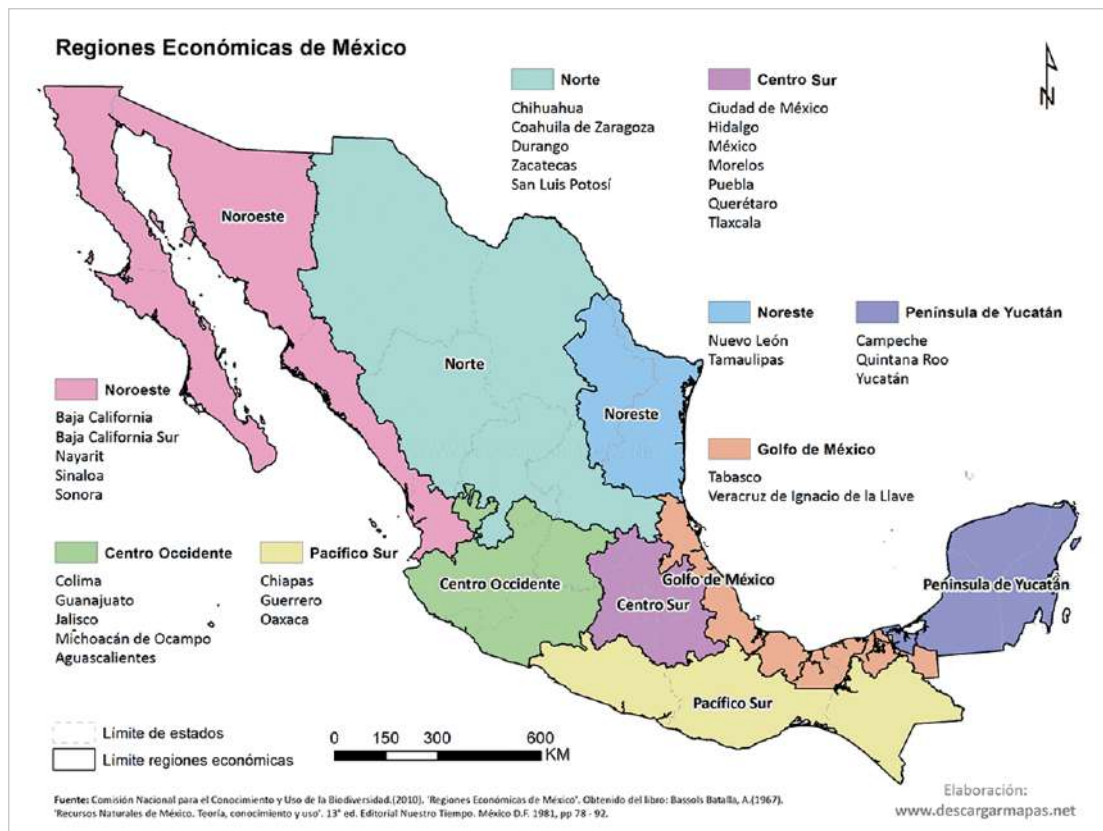 Regiones Económicas de México
N
Norte
Chihuahua
Coahuila de Zaragoza
Durango
Zacatecas
San Luis Potosí
Centro Sur
Ciudad de México
Hidalgo
México
Morelos
Puebla
Querétaro
Tlaxcala
Noreste
Nuevo León
Tamaulipas
Península de Yucatán
Campeche
Quintana Roo
Yucatán
Golfo de México
Tabasco
Veracruz de Ignacio de la Llave
Noroeste
Baja California
Baja California Sur
Nayarit
Sinaloa
Sonora
Centro Occidente
Colima
Guanajuato
Jalisco
Michoacán de Ocampo
Aguascalientes
Pacífico Sur
Chiapas
Guerrero
Oaxaca
Noroeste
Norte
Noreste
Centro Occidente
Golfo de México
Centro Sur
Península de Yucatán
Pacífico Sur
Límite de estados
Límite regiones económicas
0 150 300 600
KM
Fuente: Comisión Nacional para el Conocimiento y Uso de la Biodiversidad.(2010). 'Regiones Económicas de México'. Obtenido del libro: Bassols Batalla, A.(1967).
'Recursos Naturales de México. Teoría, conocimiento y uso'. 13° ed. Editorial Nuestro Tiempo. México D.F. 1981, pp 78 - 92.
Elaboración:
www.descargarmapas.net